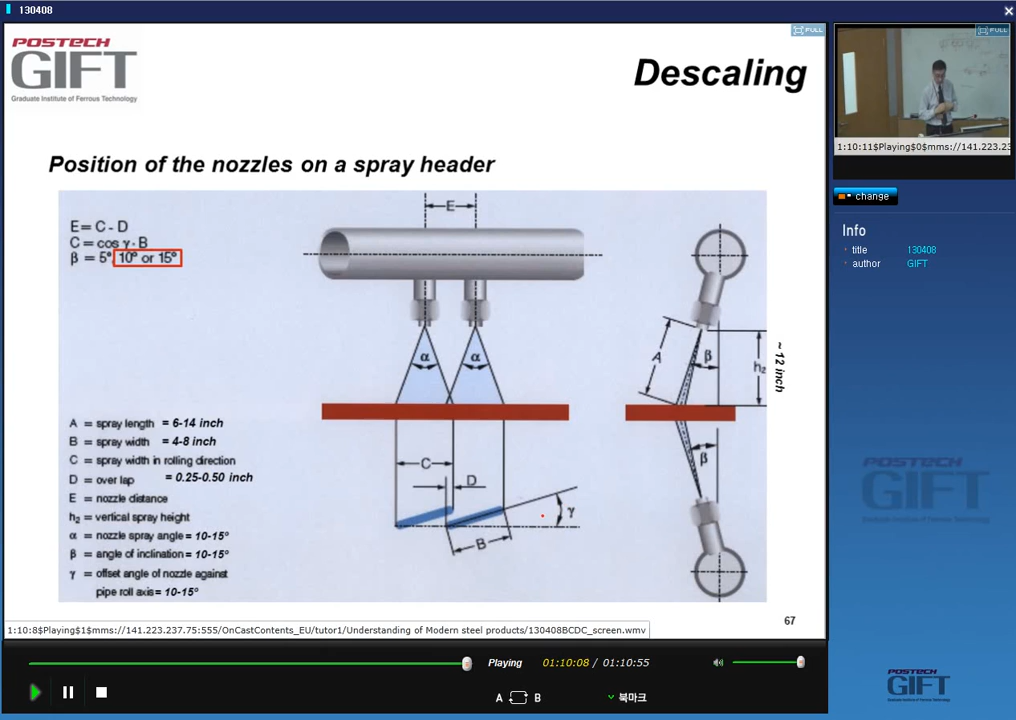 130408
FULL
POSTECH
GIFT
Graduate Institute of Ferrous Technology
Descaling
Position of the nozzles on a spray header
E= C - D
C = cos γ · B
β = 5°, 10° or 15°
E
α
α
A
β
h₂
~ 12 inch
C
D
γ
B
β
A = spray length = 6-14 inch
B = spray width = 4-8 inch
C = spray width in rolling direction
D = over lap = 0.25-0.50 inch
E = nozzle distance
h₂ = vertical spray height
α = nozzle spray angle = 10-15°
β = angle of inclination = 10-15°
γ = offset angle of nozzle against
pipe roll axis = 10-15°
67
1:10:8$Playing$1$mms://141.223.237.75:555/OnCastContents_EU/tutor1/Understanding of Modern steel products/130408BCDC_screen.wmv
FULL
1:10:11$Playing$0$mms://141.223.23
change
Info
title 130408
author GIFT
POSTECH
GIFT
Playing 01:10:08 / 01:10:55
A B 북마크
POSTECH
GIFT